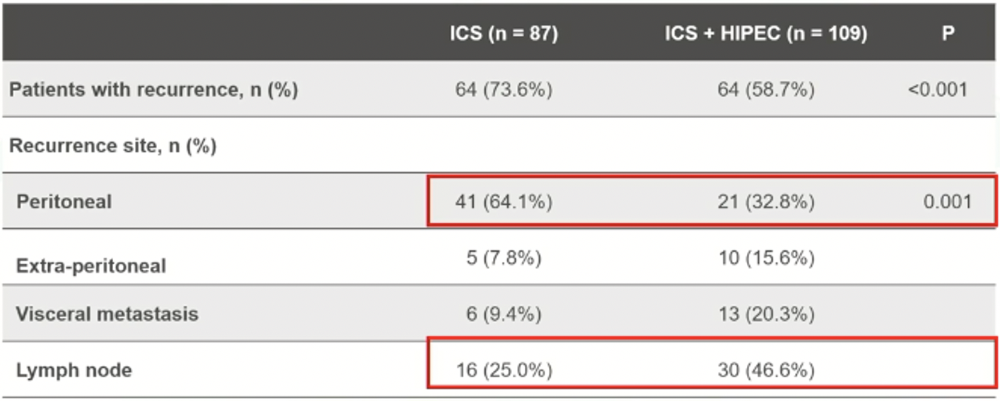 ICS (n = 87) ICS + HIPEC (n = 109) P
Patients with recurrence, n (%) 64 (73.6%) 64 (58.7%) <0.001
Recurrence site, n (%)
Peritoneal 41 (64.1%) 21 (32.8%) 0.001
Extra-peritoneal 5 (7.8%) 10 (15.6%)
Visceral metastasis 6 (9.4%) 13 (20.3%)
Lymph node 16 (25.0%) 30 (46.6%)